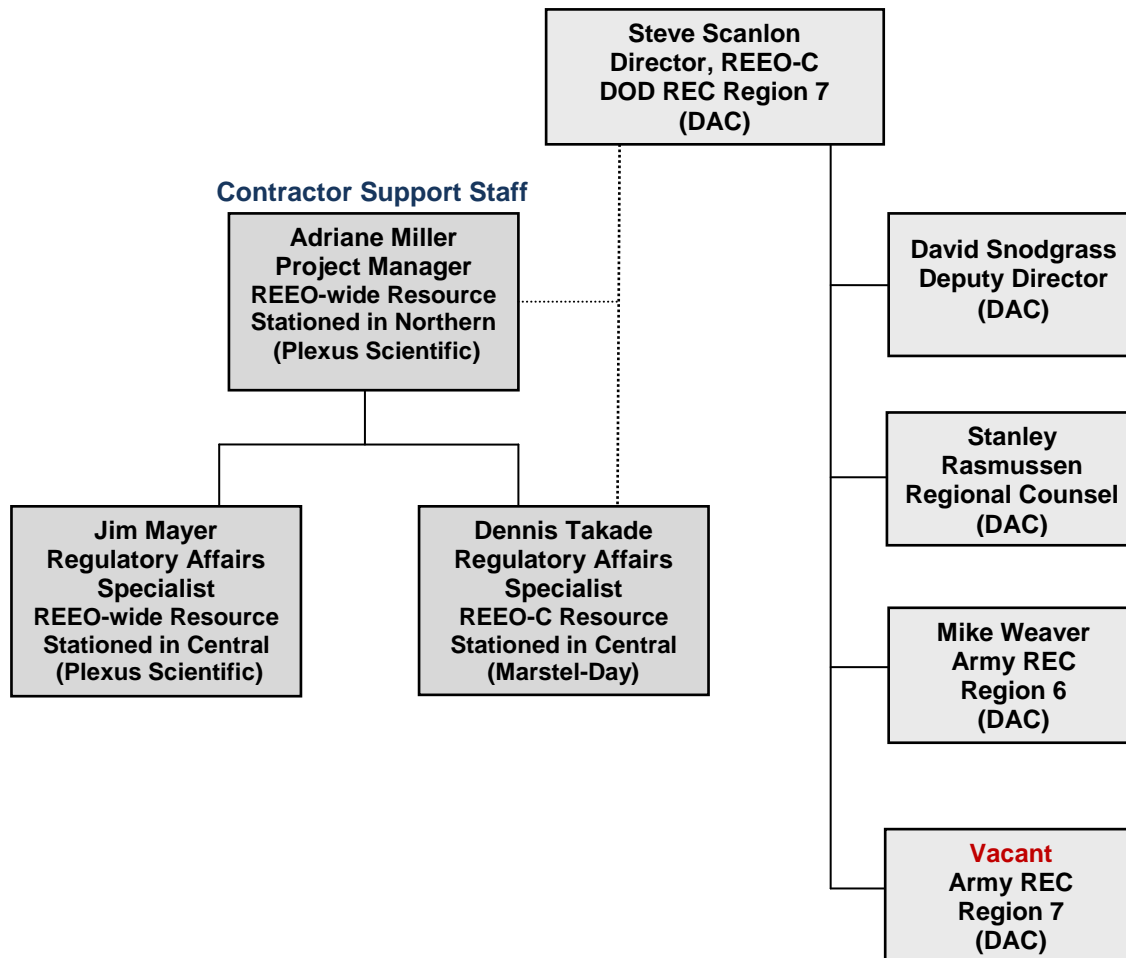 Steve Scanlon
Director, REEO-C
DOD REC Region 7
(DAC)
Contractor Support Staff
Adriane Miller
Project Manager
REEO-wide Resource
Stationed in Northern
(Plexus Scientific)
David Snodgrass
Deputy Director
(DAC)
Stanley
Rasmussen
Regional Counsel
(DAC)
Jim Mayer
Regulatory Affairs
Specialist
REEO-wide Resource
Stationed in Central
(Plexus Scientific)
Dennis Takade
Regulatory Affairs
Specialist
REEO-C Resource
Stationed in Central
(Marstel-Day)
Mike Weaver
Army REC
Region 6
(DAC)
Vacant
Army REC
Region 7
(DAC)